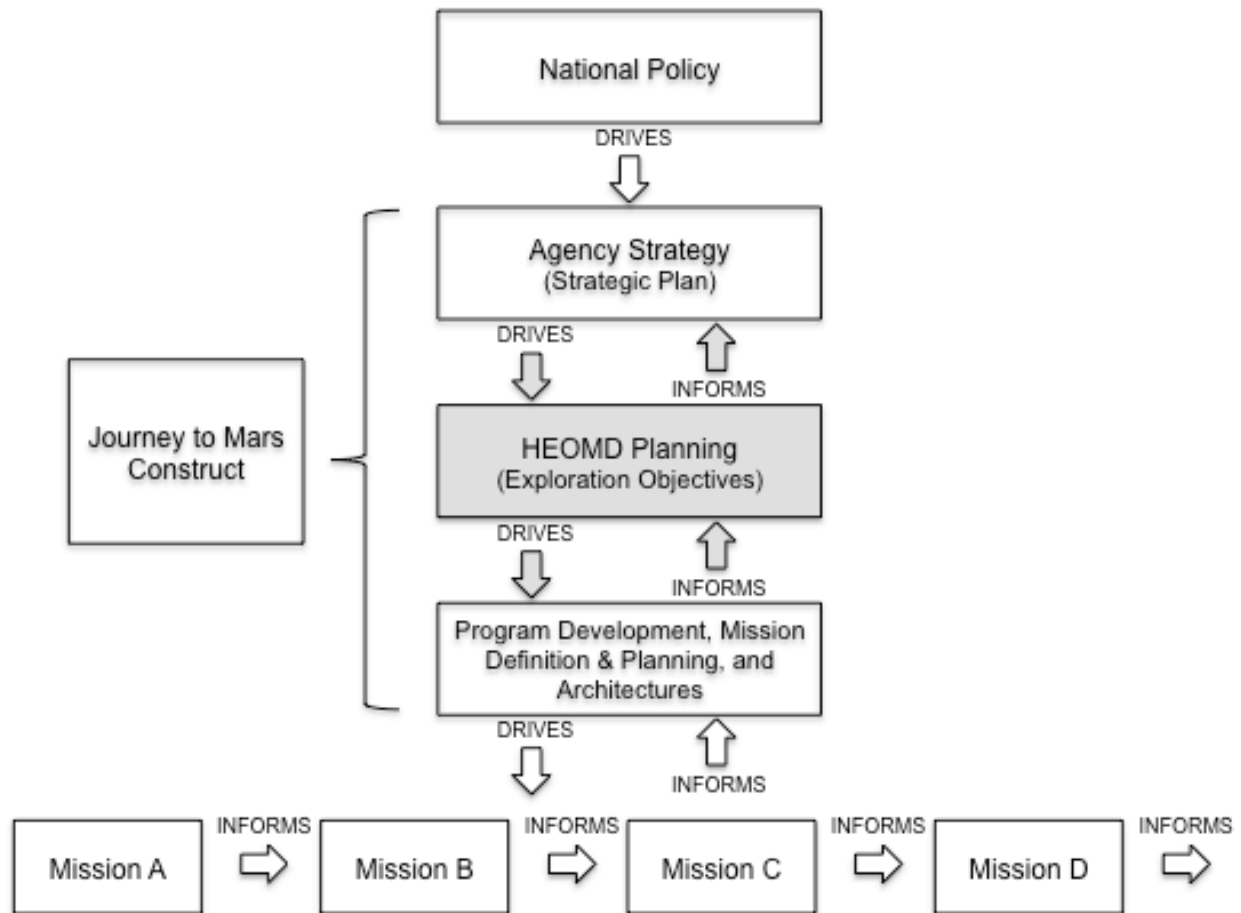 National Policy
DRIVES
Agency Strategy
(Strategic Plan)
DRIVES
INFORMS
Journey to Mars
Construct
HEOMD Planning
(Exploration Objectives)
DRIVES
INFORMS
Program Development, Mission
Definition & Planning, and
Architectures
DRIVES
INFORMS
Mission A
INFORMS
Mission B
INFORMS
Mission C
INFORMS
Mission D
INFORMS